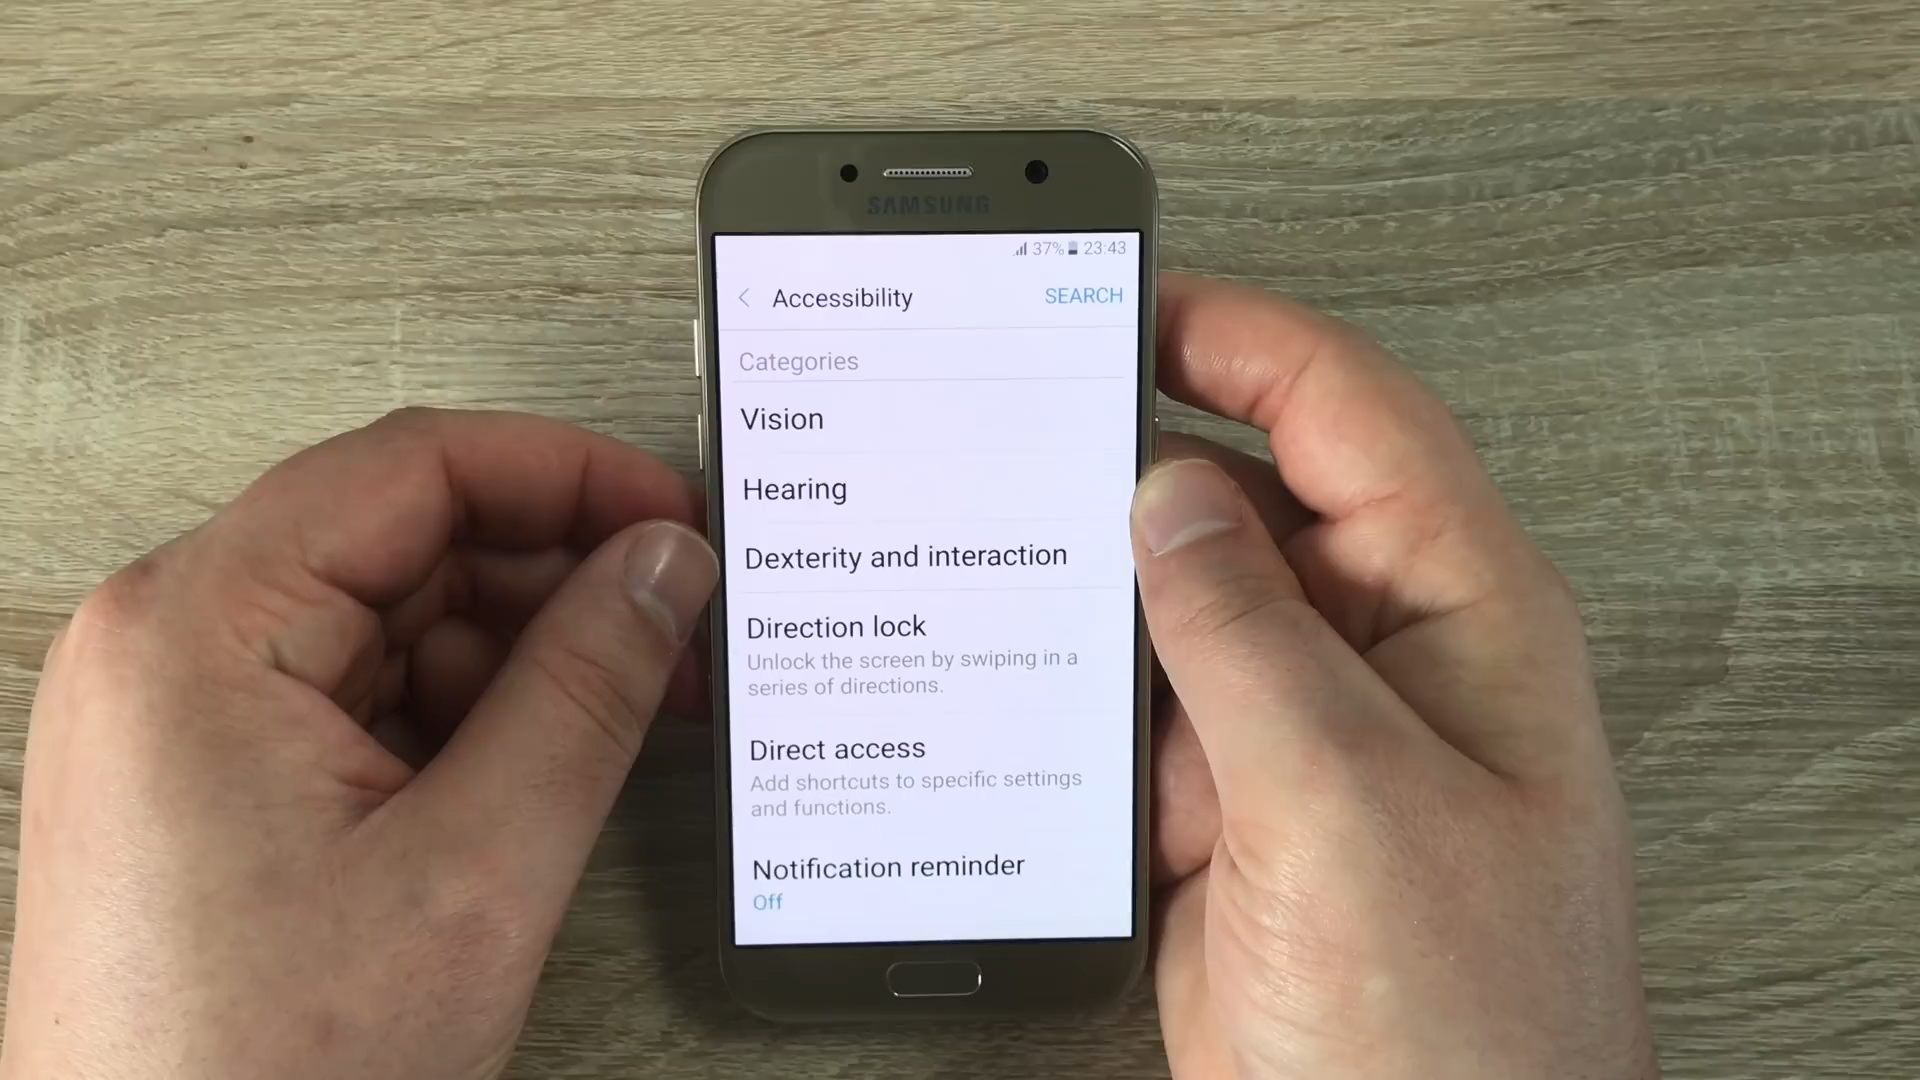 SAMSUNG
37% 23:43
Accessibility
SEARCH
Categories
Vision
Hearing
Dexterity and interaction
Direction lock
Unlock the screen by swiping in a
series of directions.
Direct access
Add shortcuts to specific settings
and functions.
Notification reminder
Off